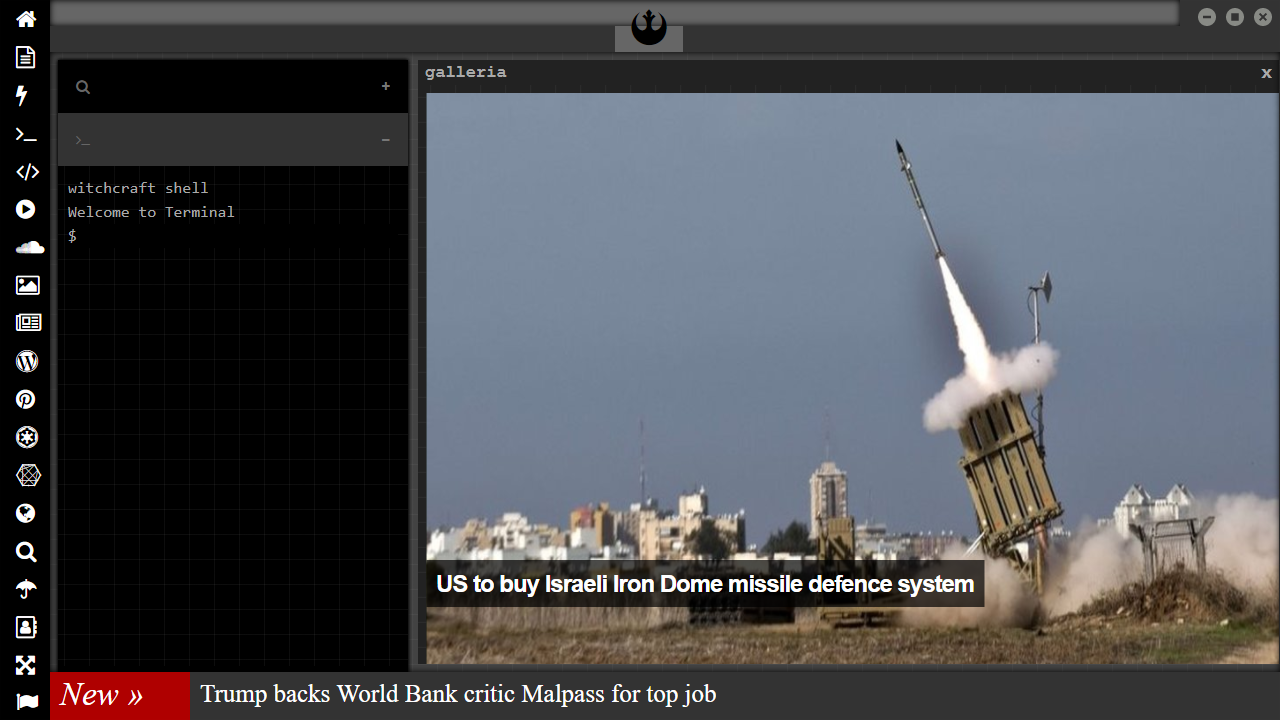 galleria
x
+
>_
−
witchcraft shell
Welcome to Terminal
$
US to buy Israeli Iron Dome missile defence system
New »
Trump backs World Bank critic Malpass for top job